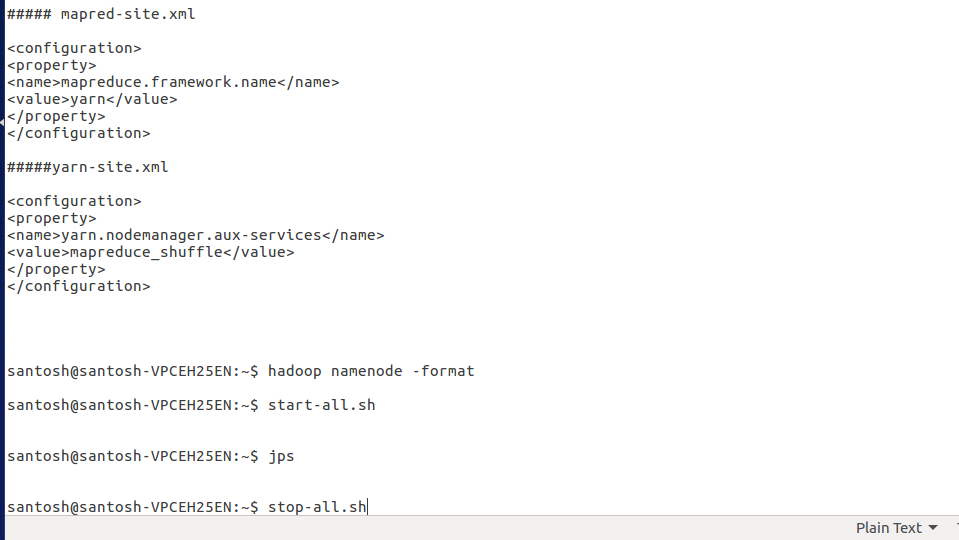 ##### mapred-site.xml
<configuration>
<property>
<name>mapreduce.framework.name</name>
<value>yarn</value>
</property>
</configuration>
#####yarn-site.xml
<configuration>
<property>
<name>yarn.nodemanager.aux-services</name>
<value>mapreduce_shuffle</value>
</property>
</configuration>
santosh@santosh-VPCEH25EN:~$ hadoop namenode -format
santosh@santosh-VPCEH25EN:~$ start-all.sh
santosh@santosh-VPCEH25EN:~$ jps
santosh@santosh-VPCEH25EN:~$ stop-all.sh
Plain Text